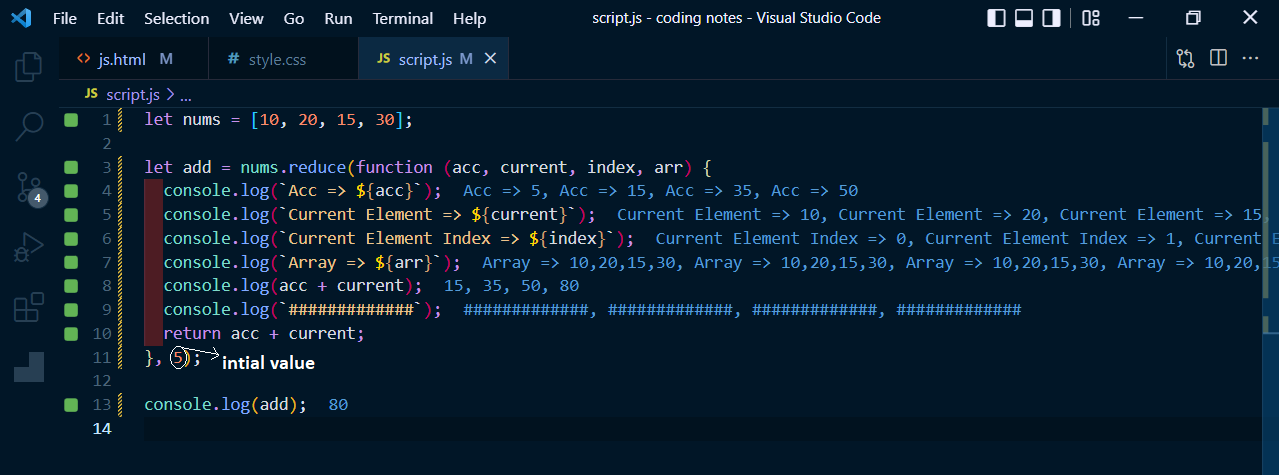 File Edit Selection View Go Run Terminal Help script.js - coding notes - Visual Studio Code
<> js.html M # style.css JS script.js M
JS script.js > ...
1 let nums = [10, 20, 15, 30];
2
3 let add = nums.reduce(function (acc, current, index, arr) {
4 console.log(`Acc => ${acc}`); Acc => 5, Acc => 15, Acc => 35, Acc => 50
5 console.log(`Current Element => ${current}`); Current Element => 10, Current Element => 20, Current Element => 15,
6 console.log(`Current Element Index => ${index}`); Current Element Index => 0, Current Element Index => 1, Current E
7 console.log(`Array => ${arr}`); Array => 10,20,15,30, Array => 10,20,15,30, Array => 10,20,15,30, Array => 10,20,15
8 console.log(acc + current); 15, 35, 50, 80
9 console.log(`#############`); #############, #############, #############, #############
10 return acc + current;
11 }, 5); intial value
12
13 console.log(add); 80
14
4